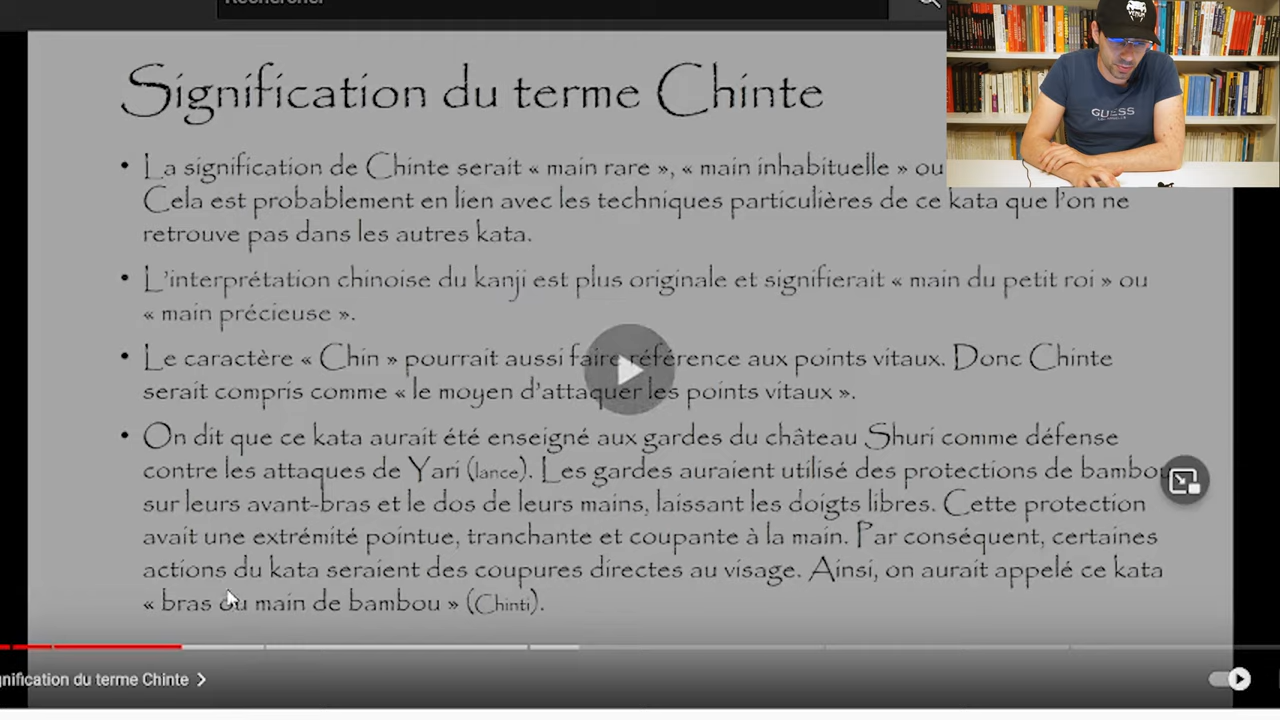 Rechercher
Signification du terme Chinte
• La signification de Chinte serait « main rare », « main inhabituelle » ou
Cela est probablement en lien avec les techniques particulières de ce kata que l'on ne
retrouve pas dans les autres kata.
• L'interprétation chinoise du kanji est plus originale et signifierait « main du petit roi » ou
« main précieuse ».
• Le caractère « Chin » pourrait aussi faire référence aux points vitaux. Donc Chinte
serait compris comme « le moyen d'attaquer les points vitaux ».
• On dit que ce kata aurait été enseigné aux gardes du château Shuri comme défense
contre les attaques de Yari (lance). Les gardes auraient utilisé des protections de bambou
sur leurs avant-bras et le dos de leurs mains, laissant les doigts libres. Cette protection
avait une extrémité pointue, tranchante et coupante à la main. Par conséquent, certaines
actions du kata seraient des coupures directes au visage. Ainsi, on aurait appelé ce kata
« bras ou main de bambou » (Chinti).
gnification du terme Chinte
GUESS